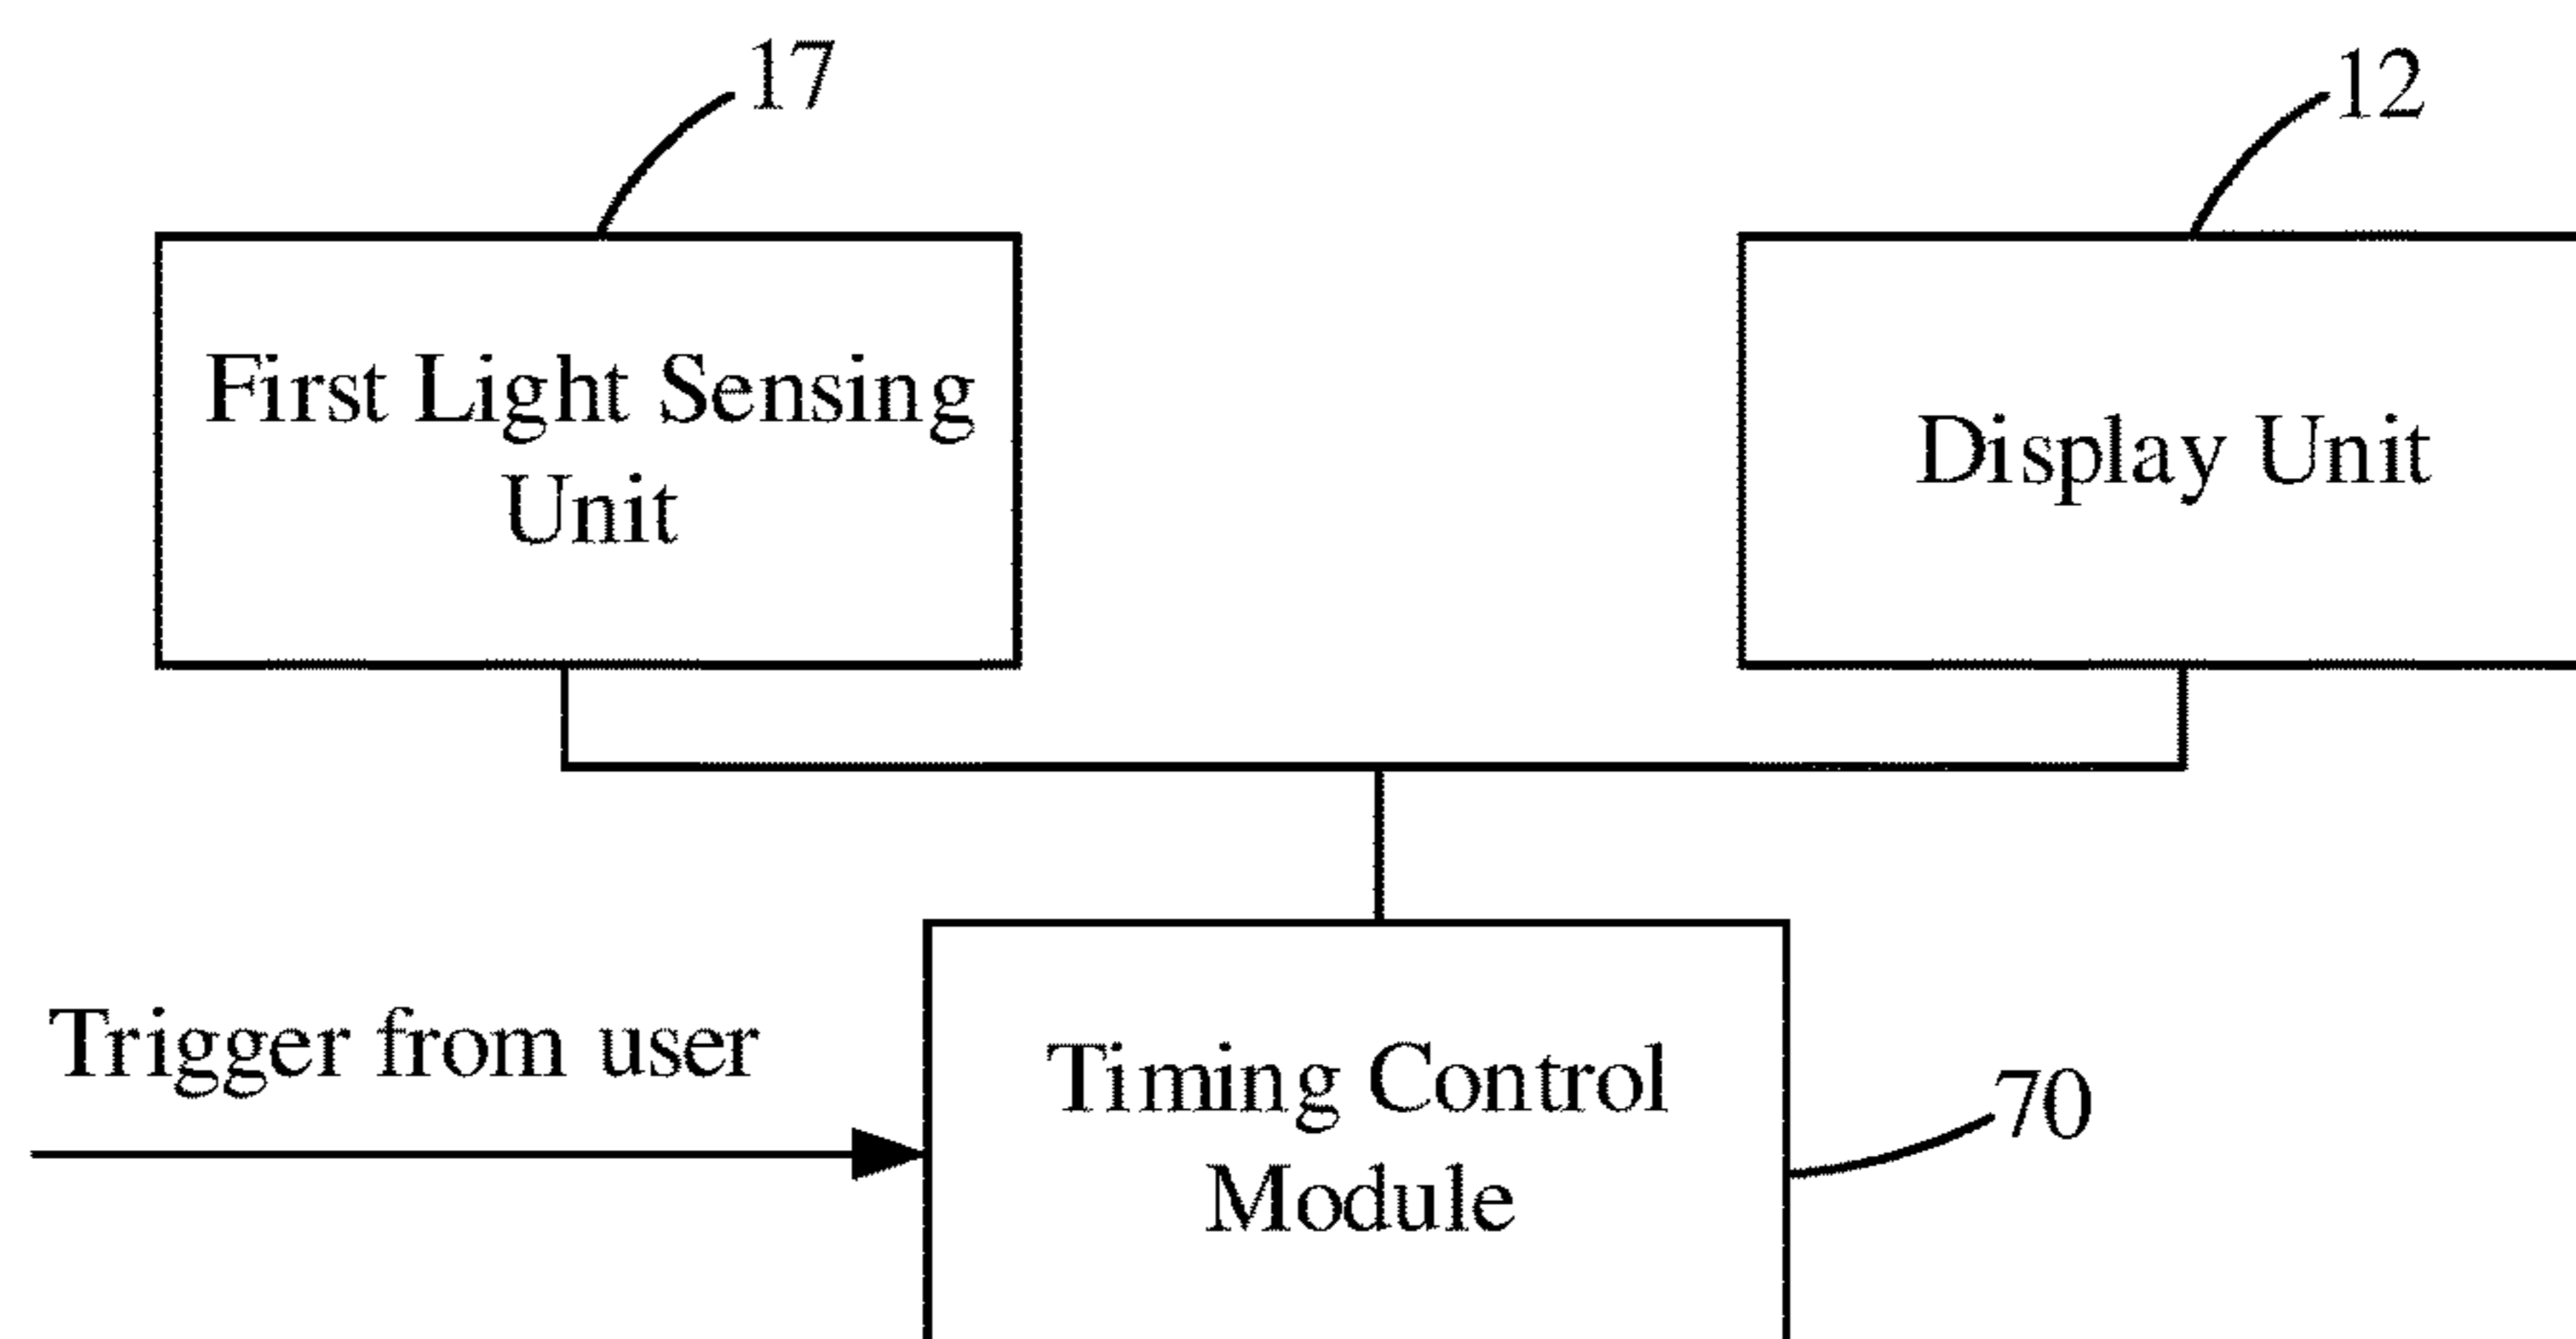 17
12
First Light Sensing
Unit
Display Unit
Trigger from user
Timing Control
Module
70